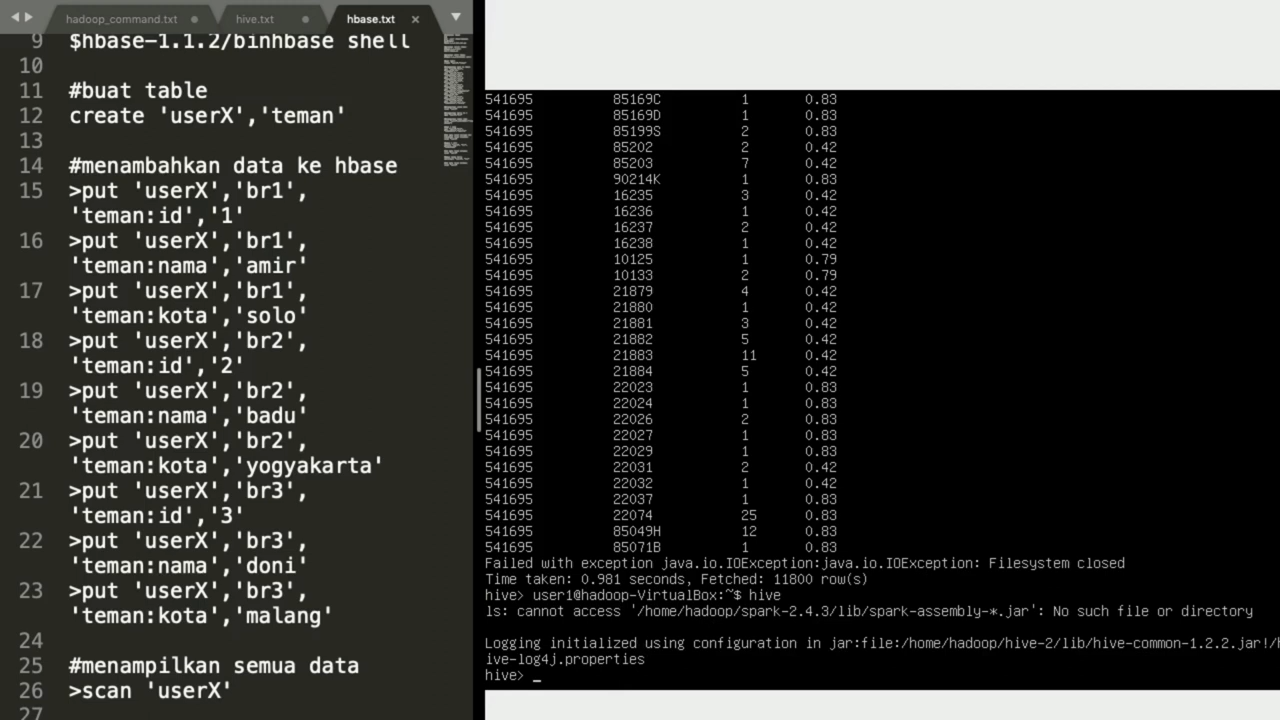 hadoop_command.txt
hive.txt
hbase.txt
9 $hbase-1.1.2/binhbase shell
10
11 #buat table
12 create 'userX','teman'
13
14 #menambahkan data ke hbase
15 >put 'userX','br1',
'teman:id','1'
16 >put 'userX','br1',
'teman:nama','amir'
17 >put 'userX','br1',
'teman:kota','solo'
18 >put 'userX','br2',
'teman:id','2'
19 >put 'userX','br2',
'teman:nama','badu'
20 >put 'userX','br2',
'teman:kota','yogyakarta'
21 >put 'userX','br3',
'teman:id','3'
22 >put 'userX','br3',
'teman:nama','doni'
23 >put 'userX','br3',
'teman:kota','malang'
24
25 #menampilkan semua data
26 >scan 'userX'
27
541695 85169C 1 0.83
541695 85169D 1 0.83
541695 85199S 2 0.83
541695 85202 2 0.42
541695 85203 7 0.42
541695 90214K 1 0.83
541695 16235 3 0.42
541695 16236 1 0.42
541695 16237 2 0.42
541695 16238 1 0.42
541695 10125 1 0.79
541695 10133 2 0.79
541695 21879 4 0.42
541695 21880 1 0.42
541695 21881 3 0.42
541695 21882 5 0.42
541695 21883 11 0.42
541695 21884 5 0.42
541695 22023 1 0.83
541695 22024 1 0.83
541695 22026 2 0.83
541695 22027 1 0.83
541695 22029 1 0.83
541695 22031 2 0.42
541695 22032 1 0.42
541695 22037 1 0.83
541695 22074 25 0.83
541695 85049H 12 0.83
541695 85071B 1 0.83
Failed with exception java.io.IOException:java.io.IOException: Filesystem closed
Time taken: 0.981 seconds, Fetched: 11800 row(s)
hive> user1@hadoop-VirtualBox:~$ hive
ls: cannot access '/home/hadoop/spark-2.4.3/lib/spark-assembly-*.jar': No such file or directory
Logging initialized using configuration in jar:file:/home/hadoop/hive-2/lib/hive-common-1.2.2.jar!/
ive-log4j.properties
hive> _